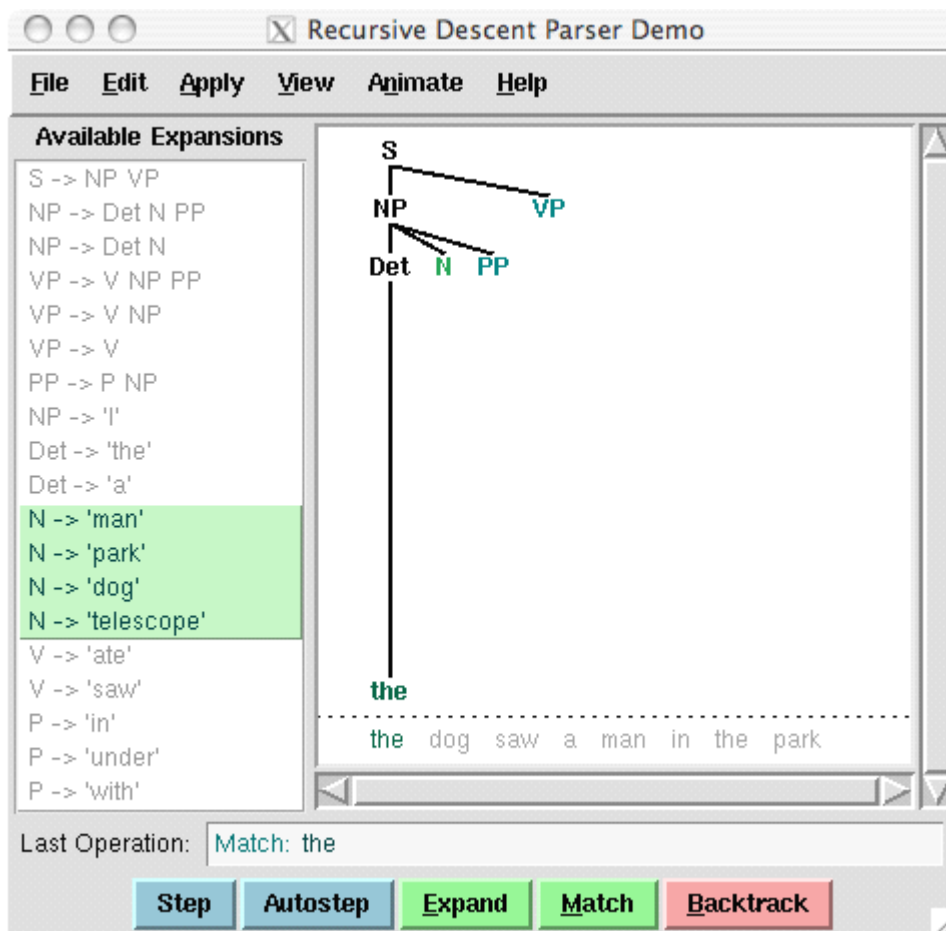 Recursive Descent Parser Demo
File Edit Apply View Animate Help
Available Expansions
S -> NP VP
NP -> Det N PP
NP -> Det N
VP -> V NP PP
VP -> V NP
VP -> V
PP -> P NP
NP -> 'I'
Det -> 'the'
Det -> 'a'
N -> 'man'
N -> 'park'
N -> 'dog'
N -> 'telescope'
V -> 'ate'
V -> 'saw'
P -> 'in'
P -> 'under'
P -> 'with'
S
NP VP
Det N PP
the
the dog saw a man in the park
Last Operation: Match: the
Step Autostep Expand Match Backtrack